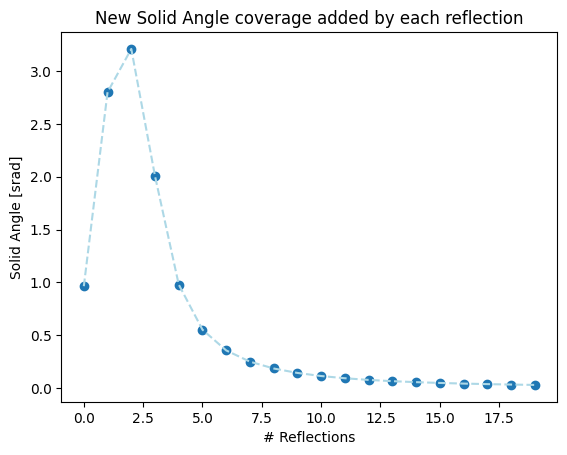 New Solid Angle coverage added by each reflection
3.0
2.5
2.0
1.5
1.0
0.5
0.0
Solid Angle [srad]
0.0 2.5 5.0 7.5 10.0 12.5 15.0 17.5
# Reflections